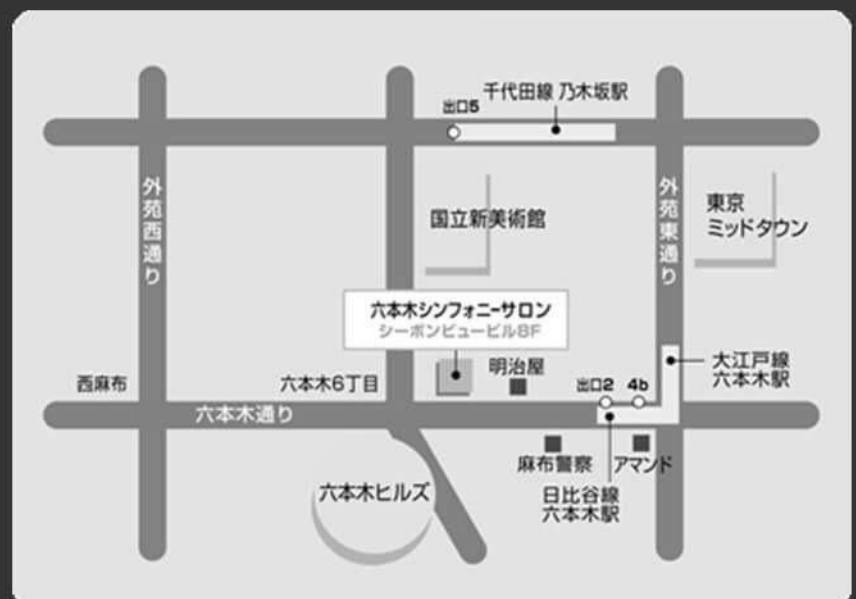 千代田線 乃木坂駅
出口5
外苑西通り
国立新美術館
外苑東通り
東京
ミッドタウン
六本木シンフォニーサロン
シーボンビュービル8F
大江戸線
六本木駅
西麻布
六本木6丁目
明治屋
出口2
4b
六本木通り
麻布警察
アマンド
六本木ヒルズ
日比谷線
六本木駅